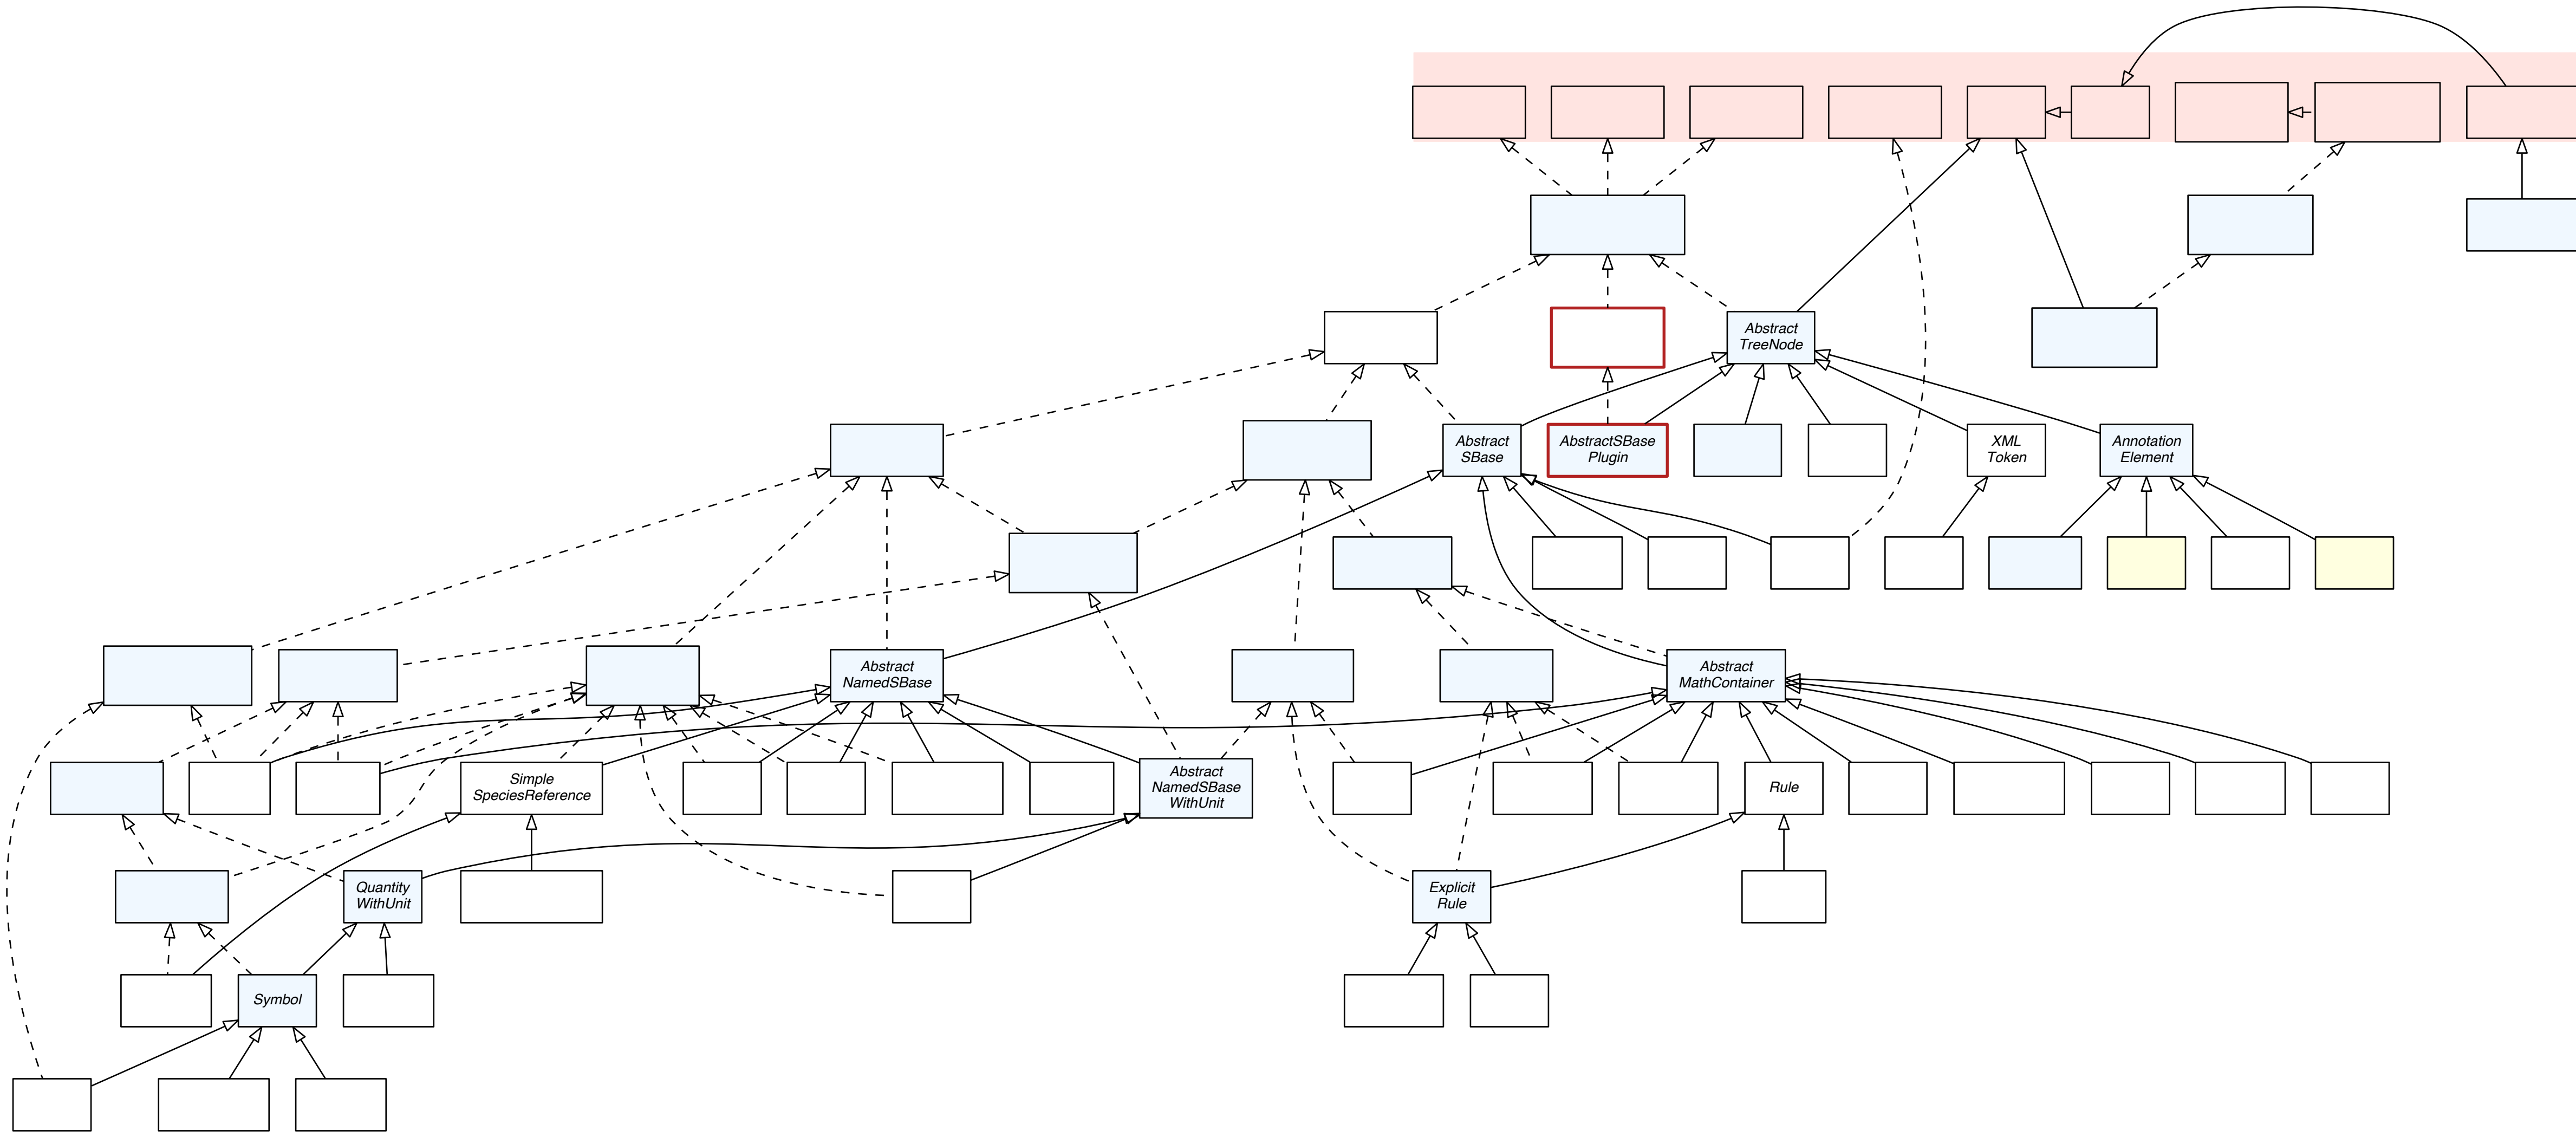 Abstract
TreeNode
Abstract
SBase
AbstractSBase
Plugin
XML
Token
Annotation
Element
Abstract
NamedSBase
Abstract
MathContainer
Simple
SpeciesReference
Abstract
NamedSBase
WithUnit
Rule
Quantity
WithUnit
Explicit
Rule
Symbol